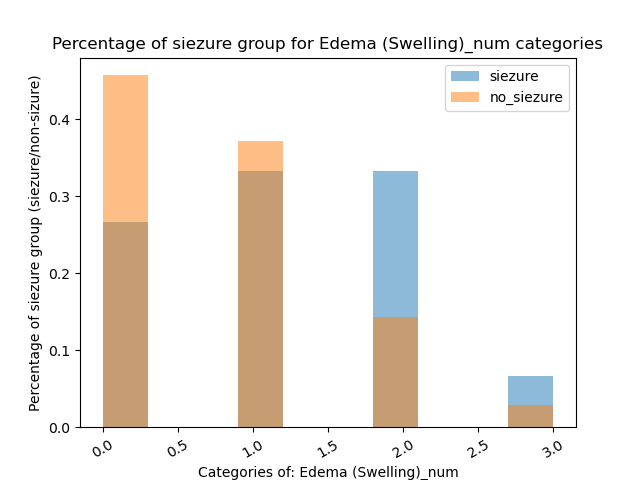 Percentage of siezure group for Edema (Swelling)_num categories
siezure
no_siezure
Percentage of siezure group (siezure/non-sizure)
0.4
0.3
0.2
0.1
0.0
0.0 0.5 1.0 1.5 2.0 2.5 3.0
Categories of: Edema (Swelling)_num